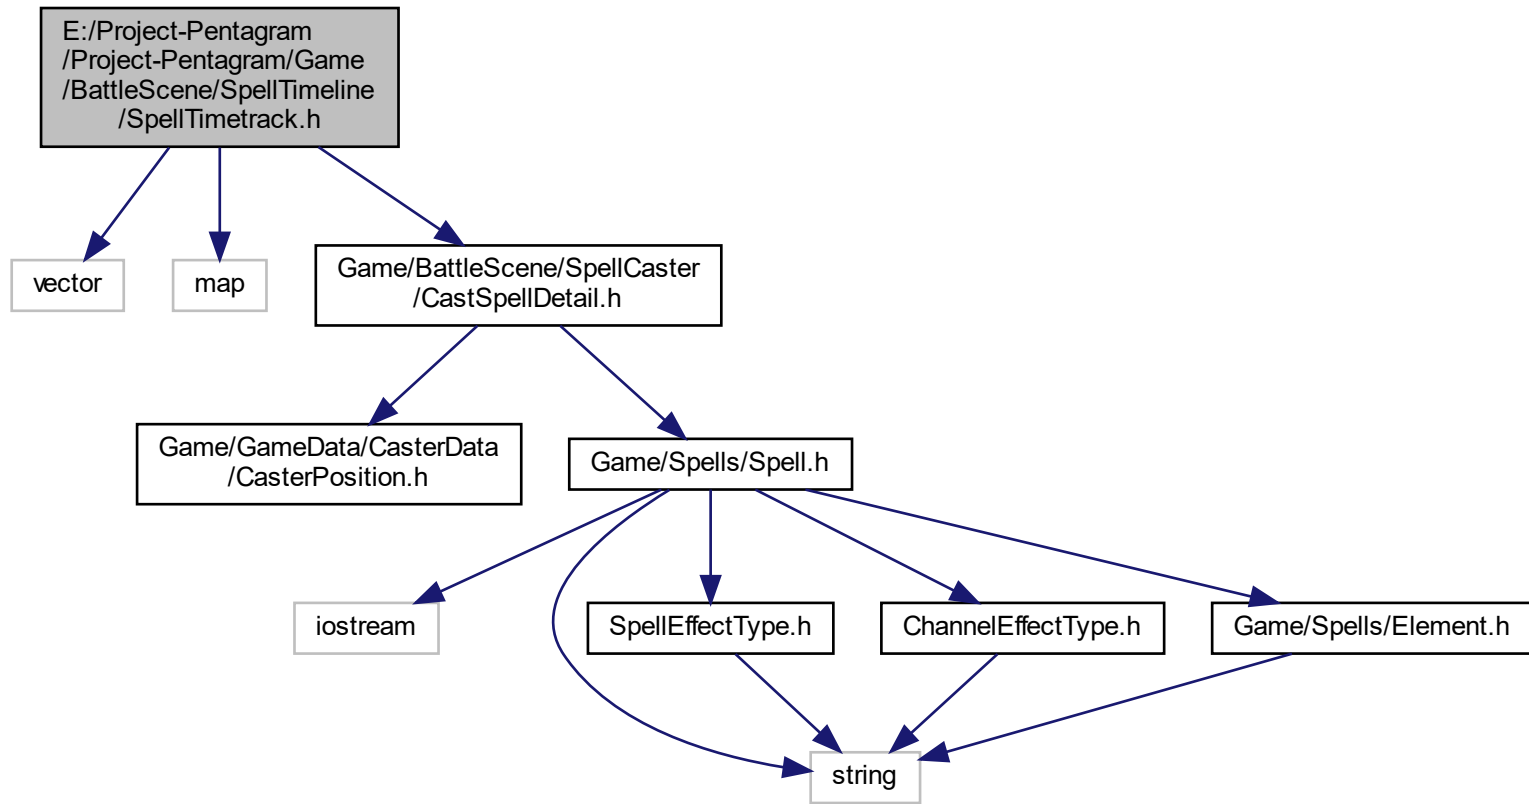 E:/Project-Pentagram
/Project-Pentagram/Game
/BattleScene/SpellTimeline
/SpellTimetrack.h
vector
map
Game/BattleScene/SpellCaster
/CastSpellDetail.h
Game/GameData/CasterData
/CasterPosition.h
Game/Spells/Spell.h
iostream
SpellEffectType.h
ChannelEffectType.h
Game/Spells/Element.h
string